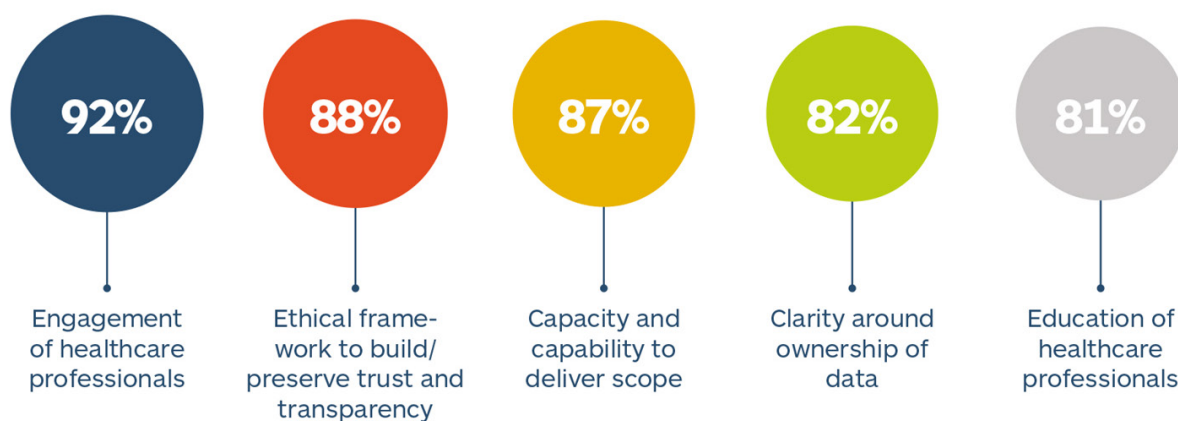 92%
88%
87%
82%
81%
Engagement
of healthcare
professionals
Ethical frame-
work to build/
preserve trust and
transparency
Capacity and
capability to
deliver scope
Clarity around
ownership of
data
Education of
healthcare
professionals